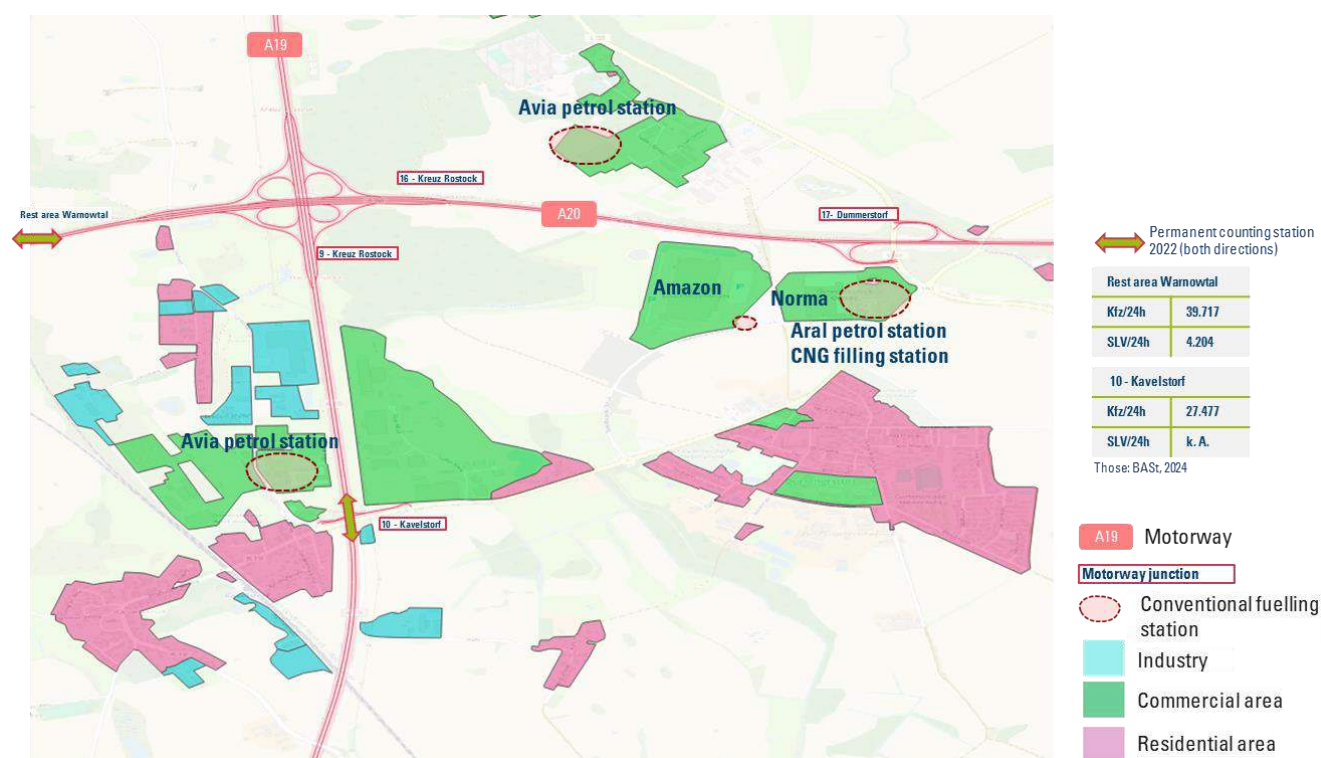 A19
Avia petrol station
16 - Kreuz Rostock
Rest area Warnowtal
A20
17- Dummerstorf
9 - Kreuz Rostock
Amazon
Norma
Aral petrol station
CNG filling station
Avia petrol station
10 - Kavelstorf
Permanent counting station
2022 (both directions)
Rest area Warnowtal
Kfz/24h 39.717
SLV/24h 4.204
10 - Kavelstorf
Kfz/24h 27.477
SLV/24h k. A.
Those: BASt, 2024
A19 Motorway
Motorway junction
Conventional fuelling
station
Industry
Commercial area
Residential area